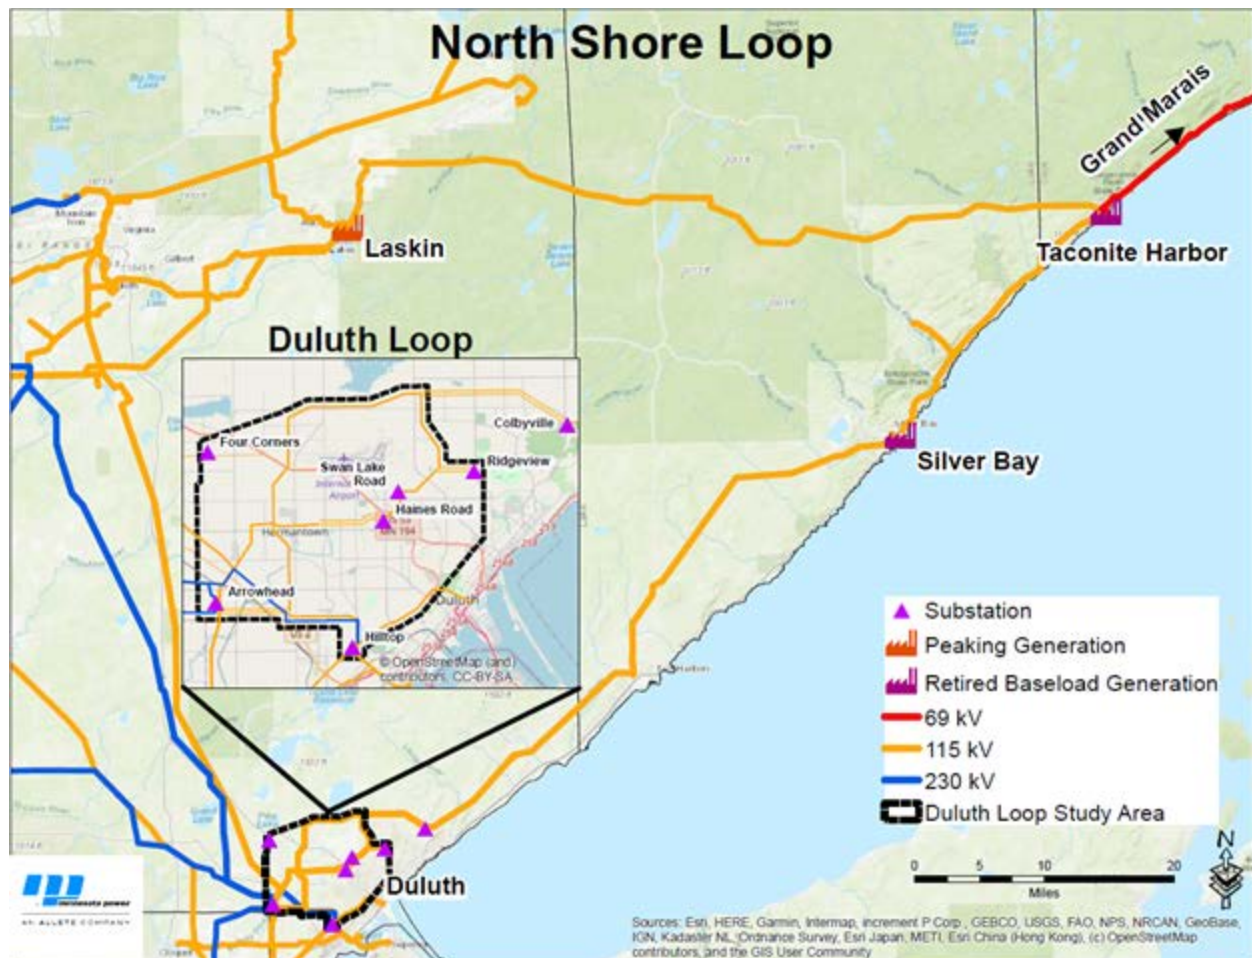 North Shore Loop
Grand Marais
Laskin
Taconite Harbor
Duluth Loop
Colbyville
Four Corners
Ridgeview
Swan Lake
Road
Airport
Haines Road
Hermantown
Silver Bay
Arrowhead
Duluth
Hilltop
© OpenStreetMap (and)
contributors, CC-BY-SA
Substation
Peaking Generation
Retired Baseload Generation
69 kV
115 kV
230 kV
Duluth Loop Study Area
Duluth
N
0 5 10 20
Miles
minnesota power
AN ALLETE COMPANY
Sources: Esri, HERE, Garmin, Intermap, increment P Corp., GEBCO, USGS, FAO, NPS, NRCAN, GeoBase,
IGN, Kadaster NL, Ordnance Survey, Esri Japan, METI, Esri China (Hong Kong), (c) OpenStreetMap
contributors, and the GIS User Community